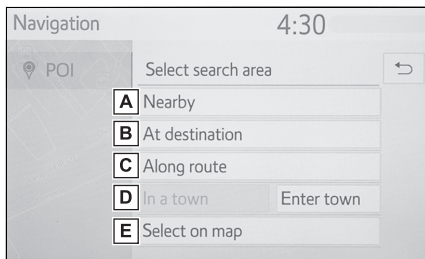 Navigation 4:30
POI Select search area
A Nearby
B At destination
C Along route
D In a town Enter town
E Select on map